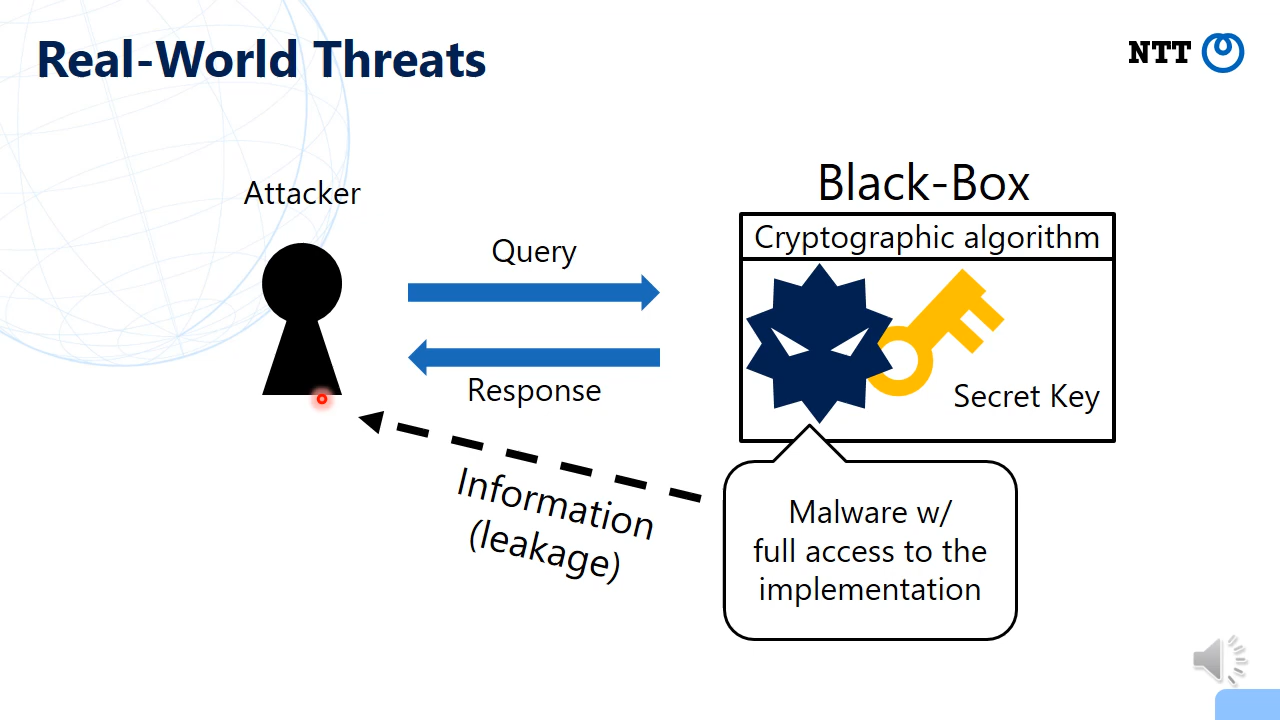 Real-World Threats
NTT
Attacker
Query
Response
Information
(leakage)
Black-Box
Cryptographic algorithm
Secret Key
Malware w/
full access to the
implementation